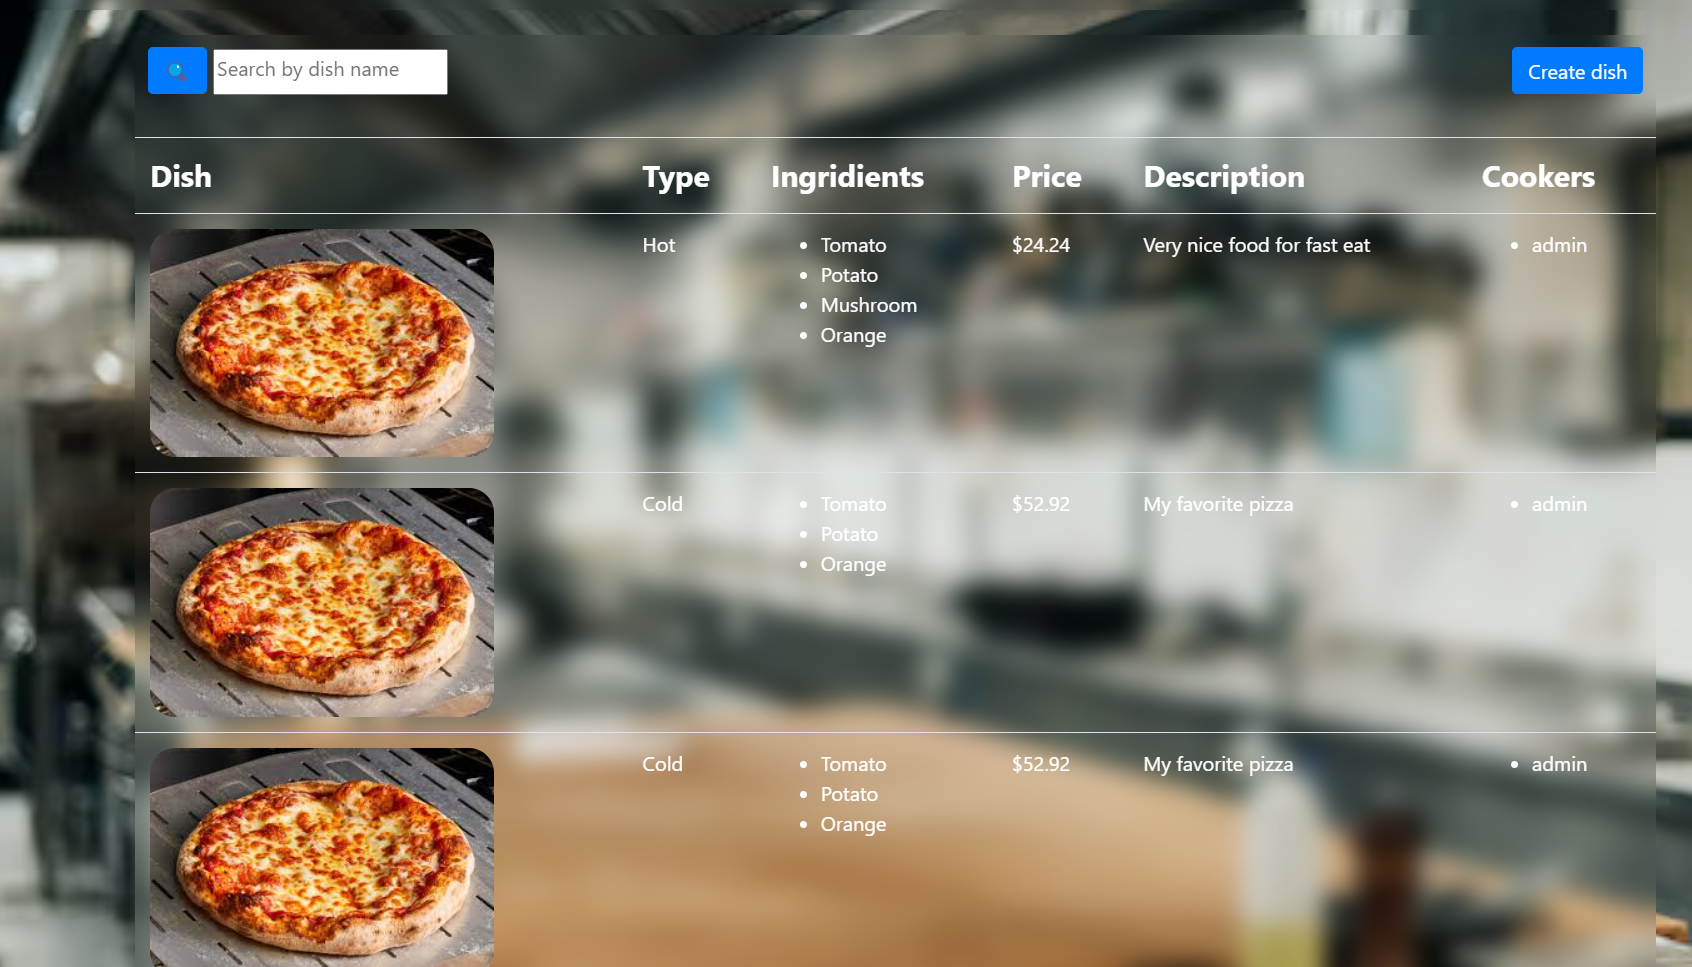 Search by dish name
Create dish
Dish Type Ingridients Price Description Cookers
Hot
Tomato
Potato
Mushroom
Orange
$24.24
Very nice food for fast eat
admin
Cold
Tomato
Potato
Orange
$52.92
My favorite pizza
admin
Cold
Tomato
Potato
Orange
$52.92
My favorite pizza
admin